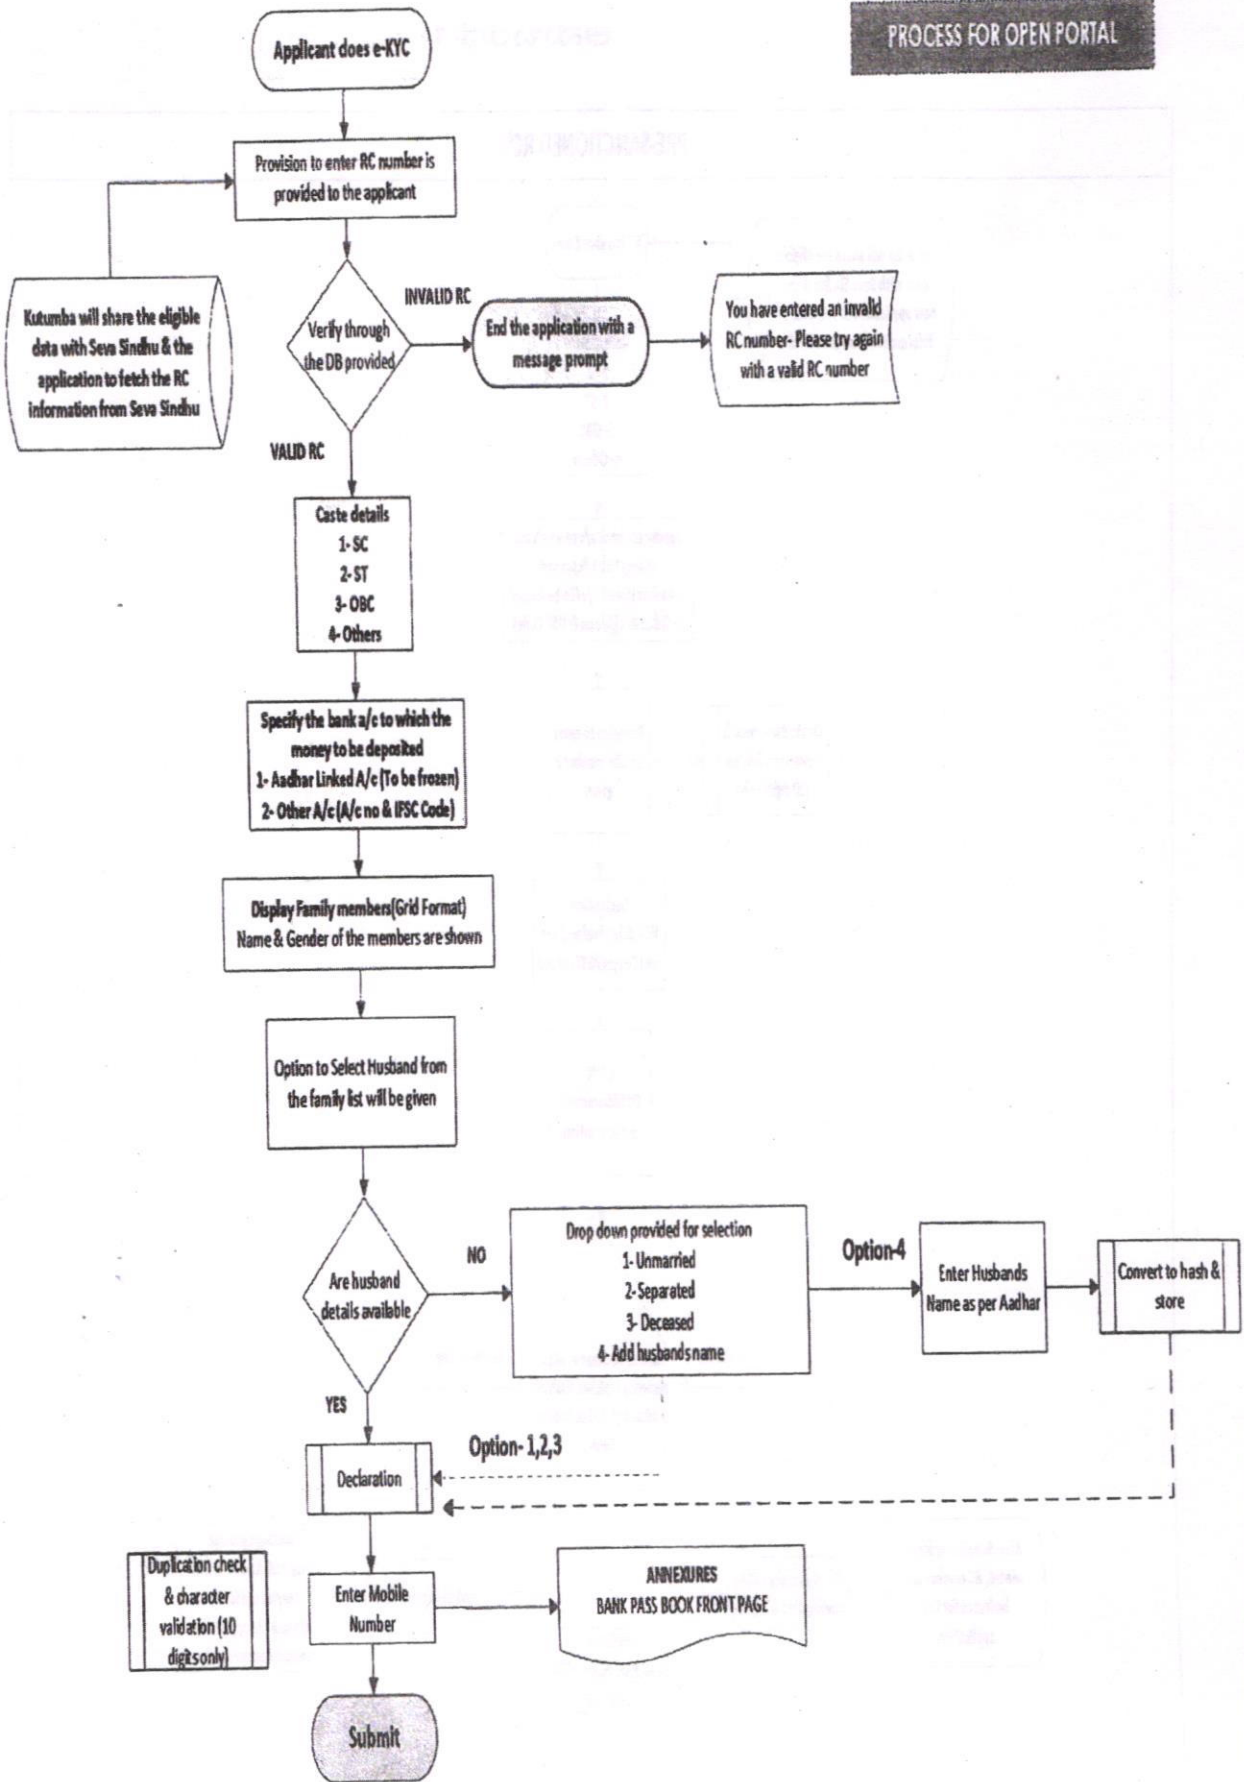 PROCESS FOR OPEN PORTAL
Applicant does e-KYC
Provision to enter RC number is
provided to the applicant
Kutumba will share the eligible
data with Seva Sindhu & the
application to fetch the RC
information from Seva Sindhu
Verify through
the DB provided
INVALID RC
End the application with a
message prompt
You have entered an invalid
RC number- Please try again
with a valid RC number
VALID RC
Caste details
1- SC
2- ST
3- OBC
4- Others
Specify the bank a/c to which the
money to be deposited
1- Aadhar Linked A/c (To be frozen)
2- Other A/c (A/c no & IFSC Code)
Display Family members(Grid Format)
Name & Gender of the members are shown
Option to Select Husband from
the family list will be given
Are husband
details available
NO
Drop down provided for selection
1- Unmarried
2- Separated
3- Deceased
4- Add husbands name
Option-4
Enter Husbands
Name as per Aadhar
Convert to hash &
store
YES
Option- 1,2,3
Declaration
Duplication check
& character
validation (10
digits only)
Enter Mobile
Number
ANNEXURES
BANK PASS BOOK FRONT PAGE
Submit